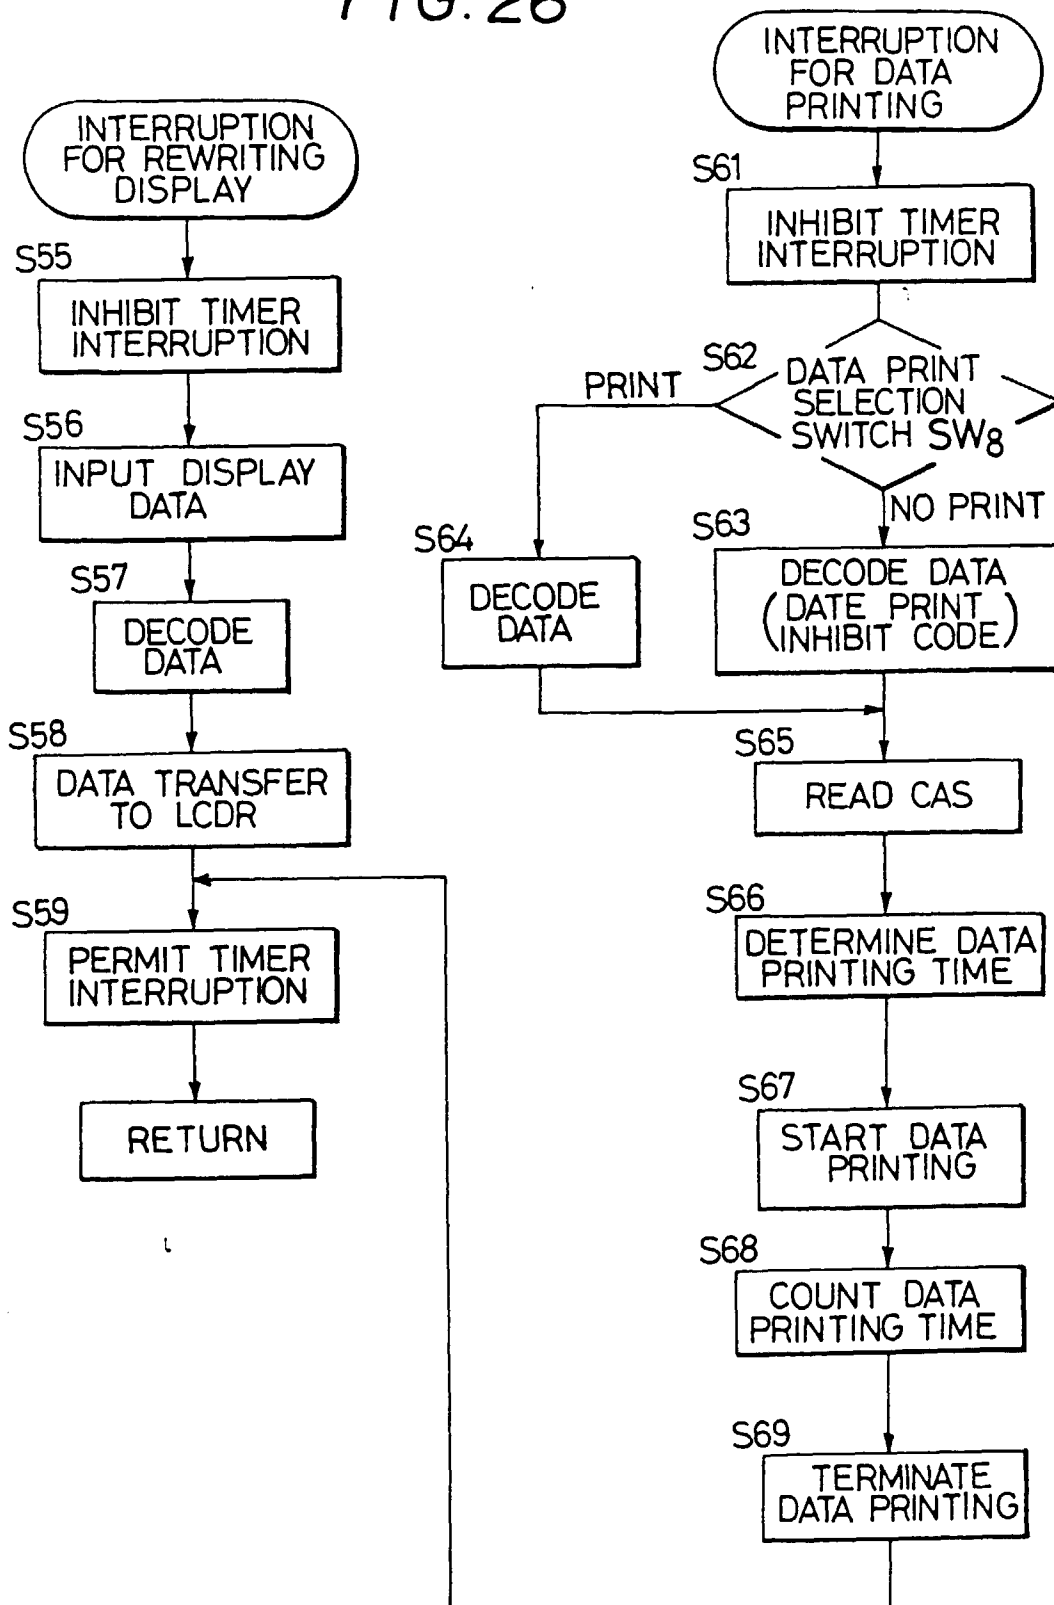 FIG. 26
INTERRUPTION
FOR REWRITING
DISPLAY
S55
INHIBIT TIMER
INTERRUPTION
S56
INPUT DISPLAY
DATA
S57
DECODE
DATA
S58
DATA TRANSFER
TO LCDR
S59
PERMIT TIMER
INTERRUPTION
RETURN
INTERRUPTION
FOR DATA
PRINTING
S61
INHIBIT TIMER
INTERRUPTION
S62
DATA PRINT
SELECTION
SWITCH SW8
PRINT
NO PRINT
S64
DECODE
DATA
S63
DECODE DATA
(DATE PRINT
INHIBIT CODE)
S65
READ CAS
S66
DETERMINE DATA
PRINTING TIME
S67
START DATA
PRINTING
S68
COUNT DATA
PRINTING TIME
S69
TERMINATE
DATA PRINTING